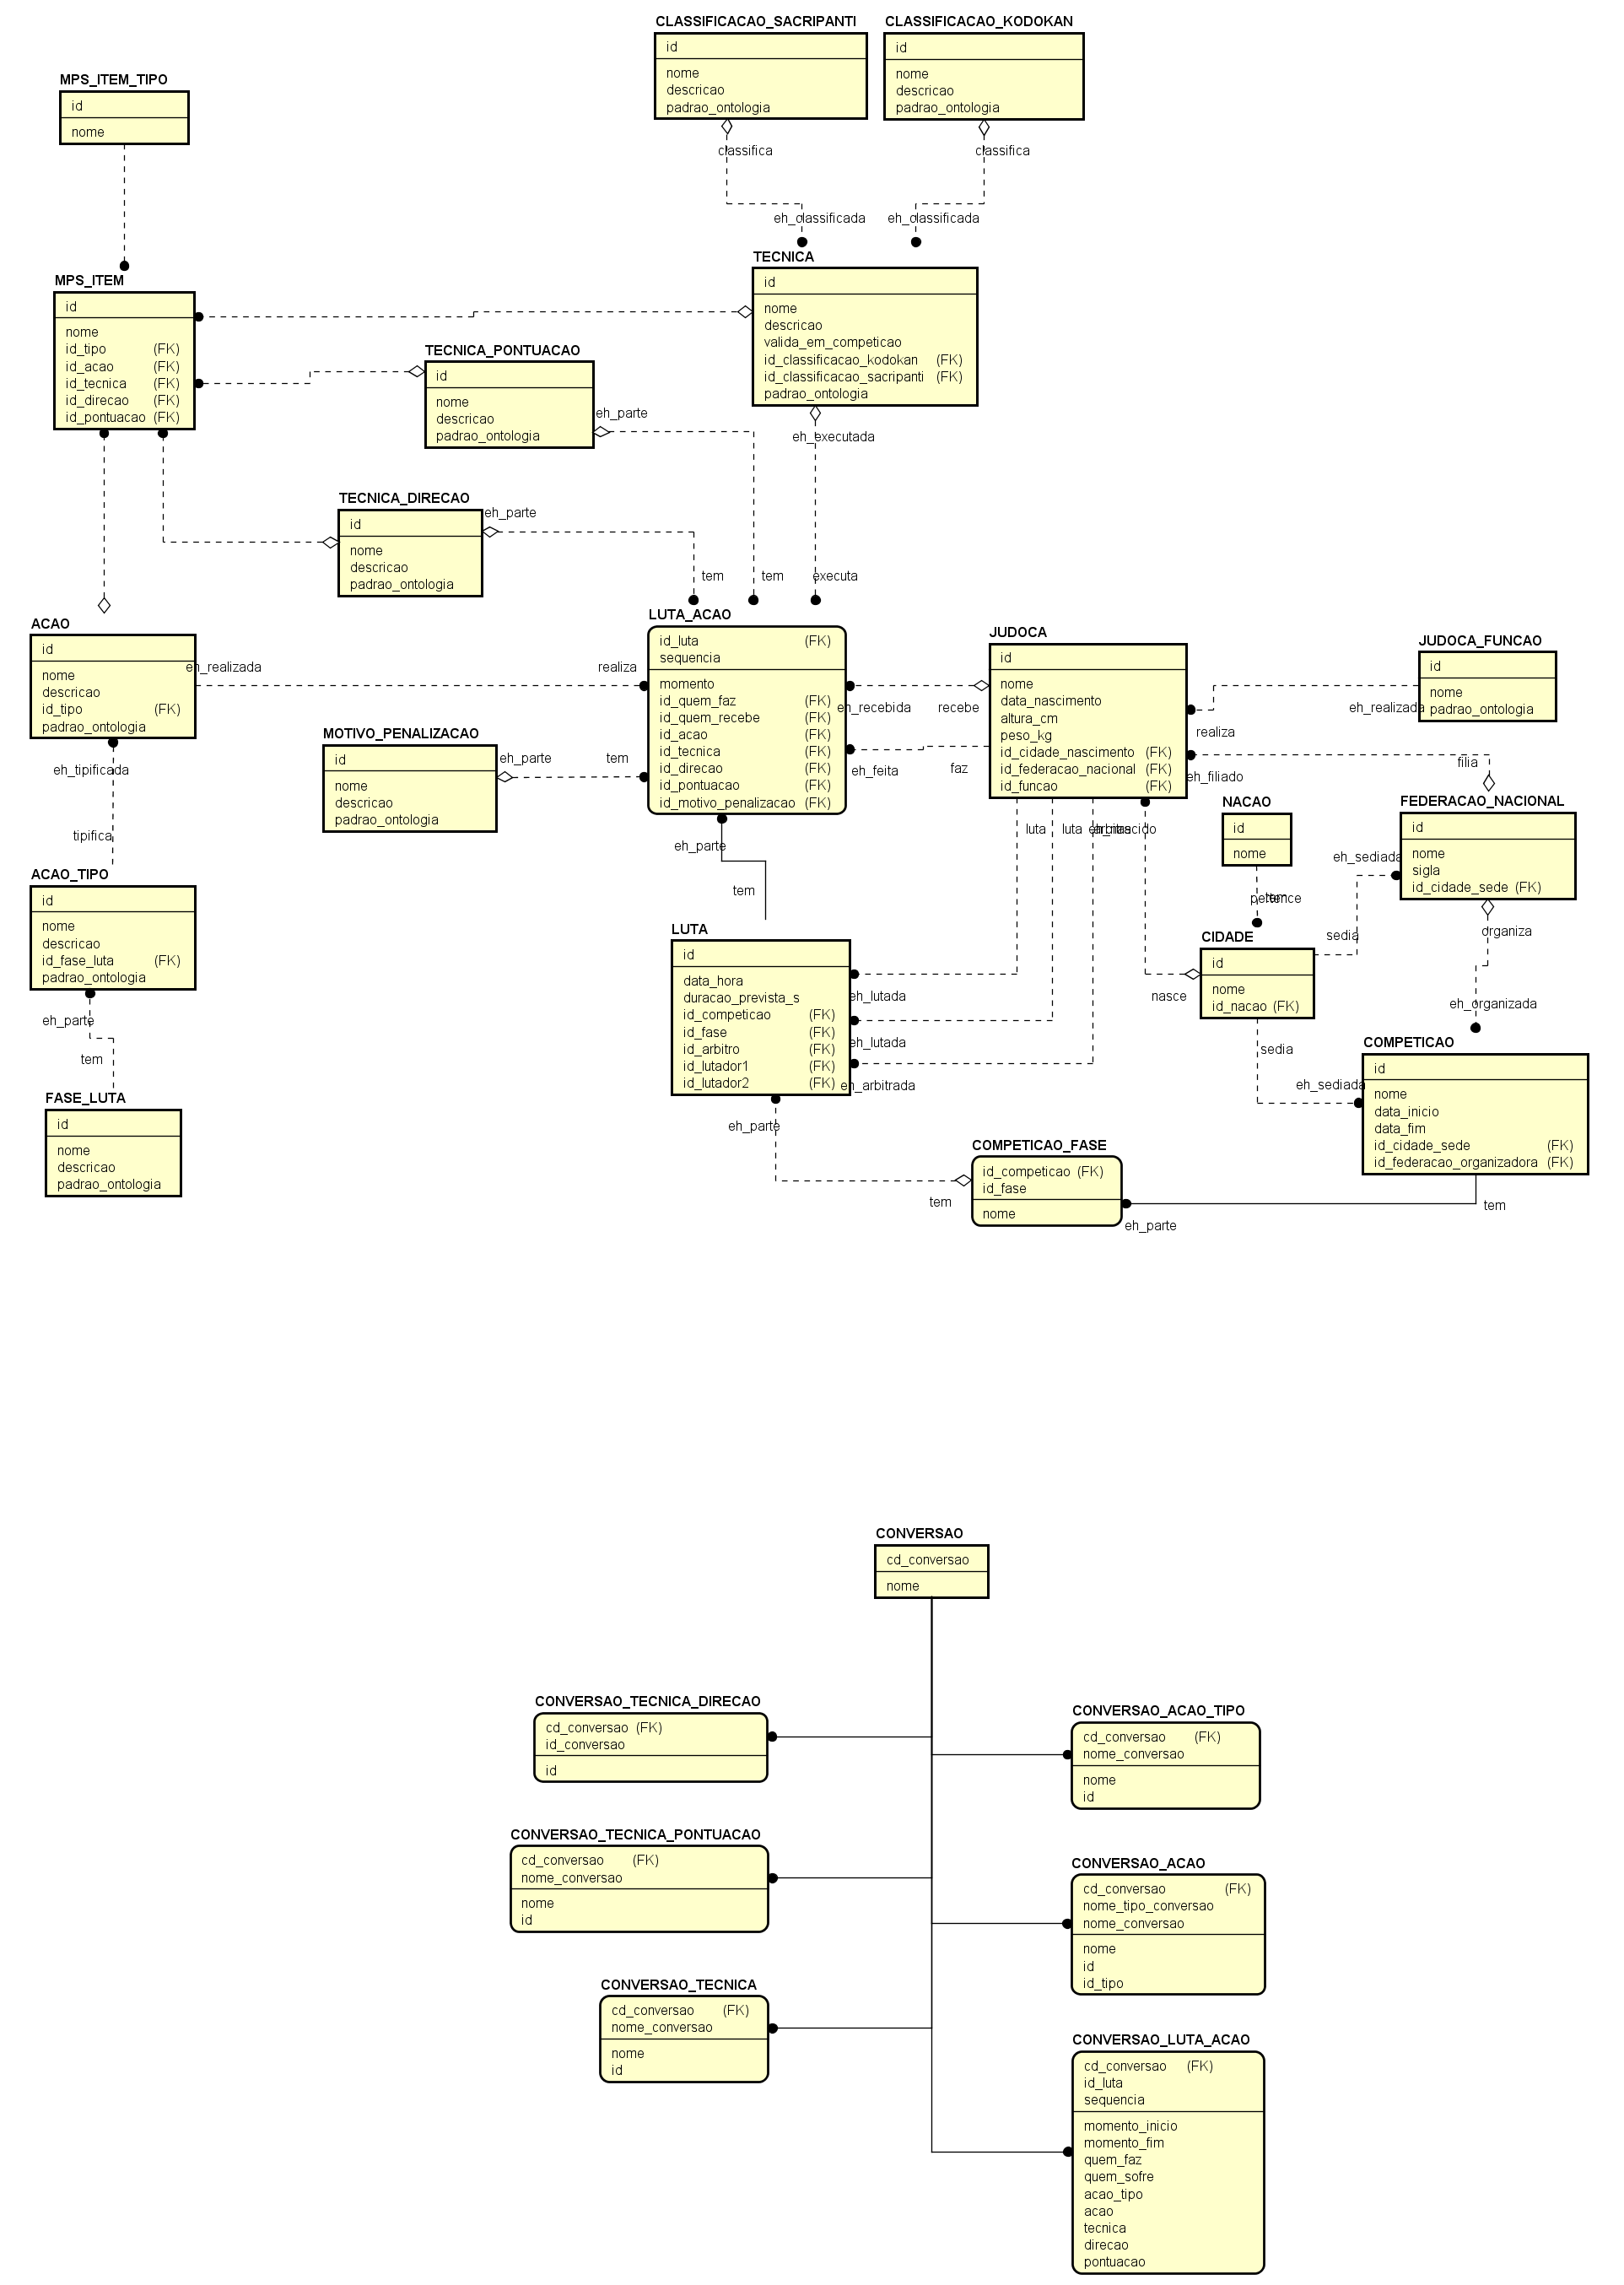 CLASSIFICACAO_SACRIPANTI
id
nome
descricao
padrao_ontologia
classifica
eh_classificada
CLASSIFICACAO_KODOKAN
id
nome
descricao
padrao_ontologia
classifica
eh_classificada
MPS_ITEM_TIPO
id
nome
MPS_ITEM
id
nome
id_tipo (FK)
id_acao (FK)
id_tecnica (FK)
id_direcao (FK)
id_pontuacao (FK)
TECNICA
id
nome
descricao
valida_em_competicao
id_classificacao_kodokan (FK)
id_classificacao_sacripanti (FK)
padrao_ontologia
eh_executada
executa
TECNICA_PONTUACAO
id
nome
descricao
padrao_ontologia
eh_parte
tem
TECNICA_DIRECAO
id
nome
descricao
padrao_ontologia
eh_parte
tem
ACAO
id
nome
descricao
id_tipo (FK)
padrao_ontologia
eh_realizada
realiza
LUTA_ACAO
id_luta (FK)
sequencia
momento
id_quem_faz (FK)
id_quem_recebe (FK)
id_acao (FK)
id_tecnica (FK)
id_direcao (FK)
id_pontuacao (FK)
id_motivo_penalizacao (FK)
eh_recebida
recebe
eh_feita
faz
JUDOCA
id
nome
data_nascimento
altura_cm
peso_kg
id_cidade_nascimento (FK)
id_federacao_nacional (FK)
id_funcao (FK)
JUDOCA_FUNCAO
id
nome
padrao_ontologia
eh_realizada
realiza
filia
eh_filiado
MOTIVO_PENALIZACAO
id
nome
descricao
padrao_ontologia
eh_parte
tem
eh_tipificada
tipifica
luta
luta
NACAO
id
nome
FEDERACAO_NACIONAL
id
nome
sigla
id_cidade_sede (FK)
eh_sediada
sedia
organiza
eh_organizada
ACAO_TIPO
id
nome
descricao
id_fase_luta (FK)
padrao_ontologia
eh_parte
tem
eh_parte
tem
LUTA
id
data_hora
duracao_prevista_s
id_competicao (FK)
id_fase (FK)
id_arbitro (FK)
id_lutador1 (FK)
id_lutador2 (FK)
eh_lutada
eh_lutada
eh_arbitrada
CIDADE
id
nome
id_nacao (FK)
nasce
sedia
eh_sediada
COMPETICAO
id
nome
data_inicio
data_fim
id_cidade_sede (FK)
id_federacao_organizadora (FK)
FASE_LUTA
id
nome
descricao
padrao_ontologia
eh_parte
tem
COMPETICAO_FASE
id_competicao (FK)
id_fase
nome
eh_parte
tem
CONVERSAO
cd_conversao
nome
CONVERSAO_TECNICA_DIRECAO
cd_conversao (FK)
id_conversao
id
CONVERSAO_ACAO_TIPO
cd_conversao (FK)
nome_conversao
nome
id
CONVERSAO_TECNICA_PONTUACAO
cd_conversao (FK)
nome_conversao
nome
id
CONVERSAO_ACAO
cd_conversao (FK)
nome_tipo_conversao
nome_conversao
nome
id
id_tipo
CONVERSAO_TECNICA
cd_conversao (FK)
nome_conversao
nome
id
CONVERSAO_LUTA_ACAO
cd_conversao (FK)
id_luta
sequencia
momento_inicio
momento_fim
quem_faz
quem_sofre
acao_tipo
acao
tecnica
direcao
pontuacao